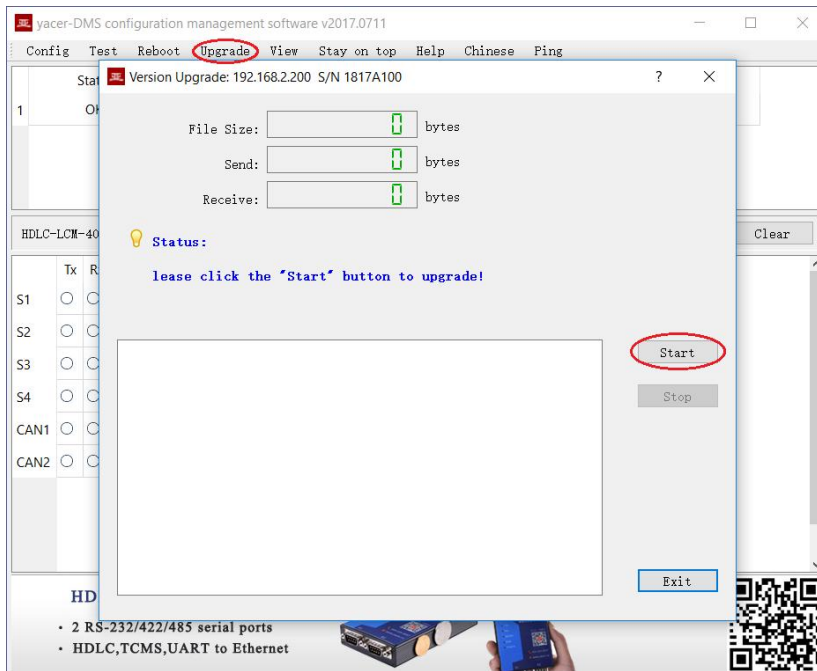 yacer-DMS configuration management software v2017.0711
Config Test Reboot Upgrade View Stay on top Help Chinese Ping
Version Upgrade: 192.168.2.200 S/N 1817A100 ?
1
File Size: 0 bytes
Send: 0 bytes
Receive: 0 bytes
HDLC-LCM-40
Clear
Status:
lease click the "Start" button to upgrade!
Tx R
S1
S2
S3
S4
CAN1
CAN2
Start
Stop
Exit
HD
• 2 RS-232/422/485 serial ports
• HDLC,TCMS,UART to Ethernet